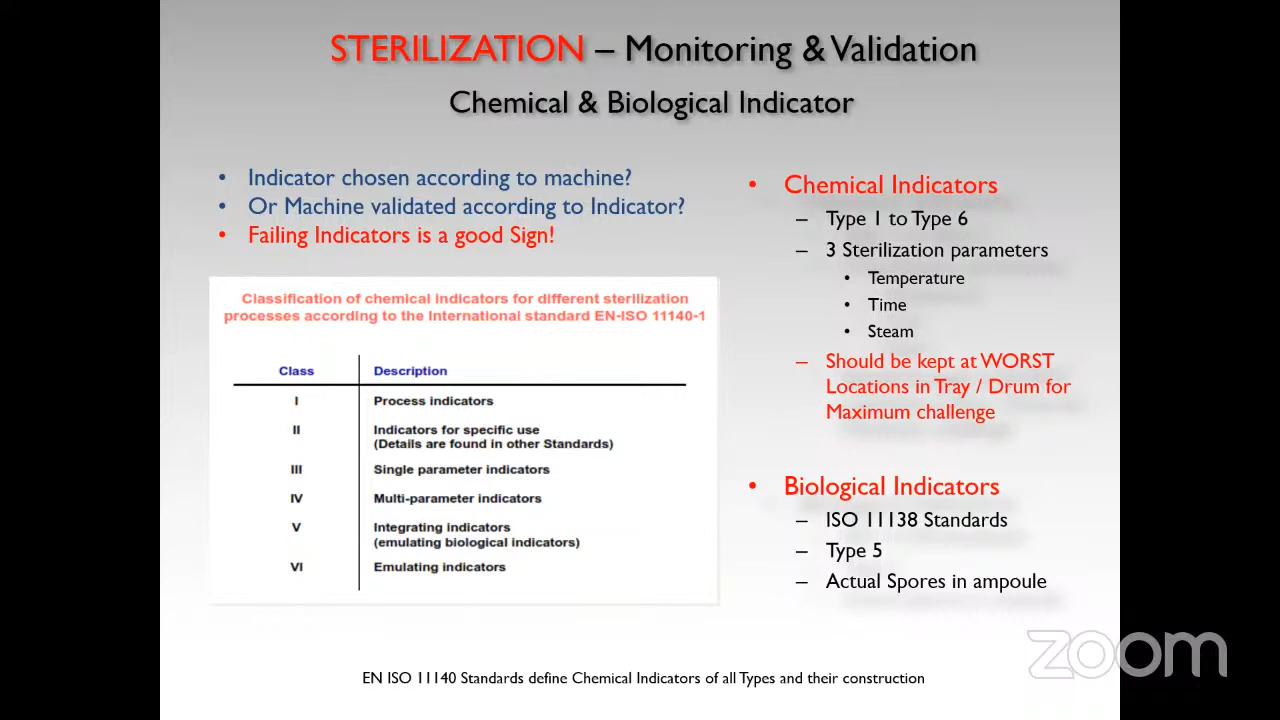 STERILIZATION – Monitoring & Validation
Chemical & Biological Indicator
• Indicator chosen according to machine?
• Or Machine validated according to Indicator?
• Failing Indicators is a good Sign!
Classification of chemical indicators for different sterilization
processes according to the International standard EN-ISO 11140-1
Class Description
I Process indicators
II Indicators for specific use
(Details are found in other Standards)
III Single parameter indicators
IV Multi-parameter indicators
V Integrating indicators
(emulating biological indicators)
VI Emulating indicators
• Chemical Indicators
– Type 1 to Type 6
– 3 Sterilization parameters
• Temperature
• Time
• Steam
– Should be kept at WORST
Locations in Tray / Drum for
Maximum challenge
• Biological Indicators
– ISO 11138 Standards
– Type 5
– Actual Spores in ampoule
zoom
EN ISO 11140 Standards define Chemical Indicators of all Types and their construction